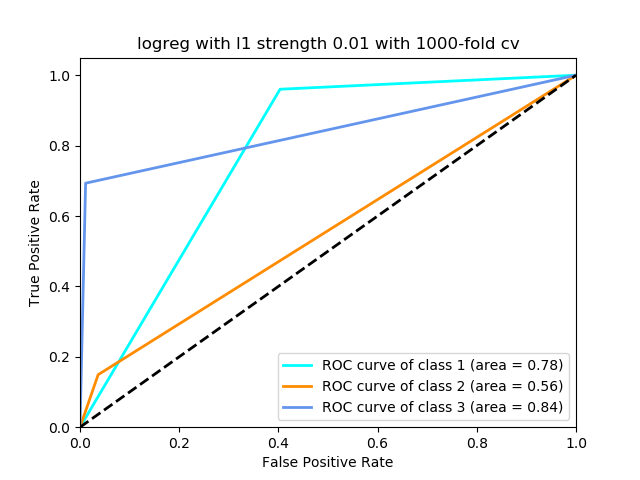 logreg with l1 strength 0.01 with 1000-fold cv
1.0
0.8
0.6
0.4
0.2
0.0
True Positive Rate
ROC curve of class 1 (area = 0.78)
ROC curve of class 2 (area = 0.56)
ROC curve of class 3 (area = 0.84)
0.0 0.2 0.4 0.6 0.8 1.0
False Positive Rate